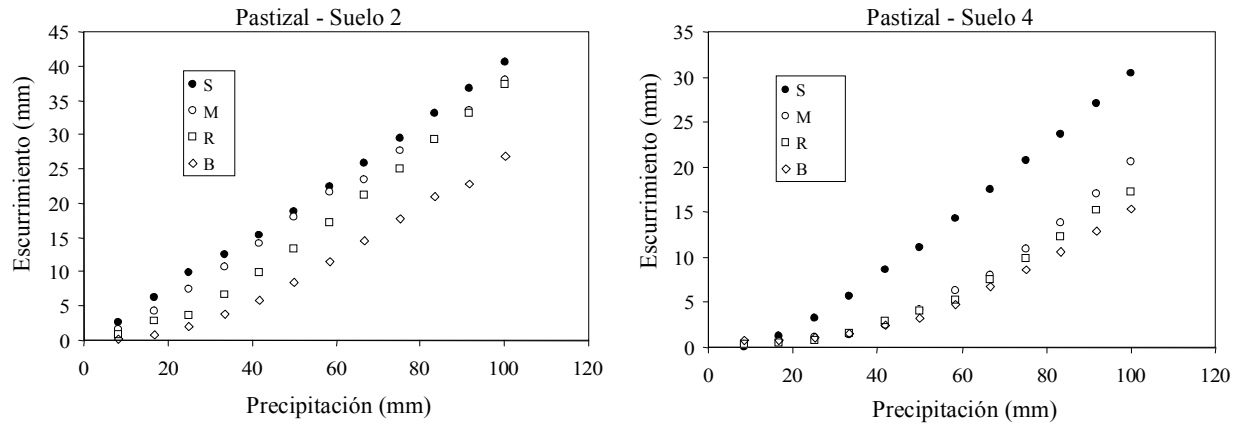 Pastizal - Suelo 2
Escurrimiento (mm)
45
40
35
30
25
20
15
10
5
0
S
M
R
B
0 20 40 60 80 100 120
Precipitación (mm)
Pastizal - Suelo 4
Escurrimiento (mm)
35
30
25
20
15
10
5
0
S
M
R
B
0 20 40 60 80 100 120
Precipitación (mm)